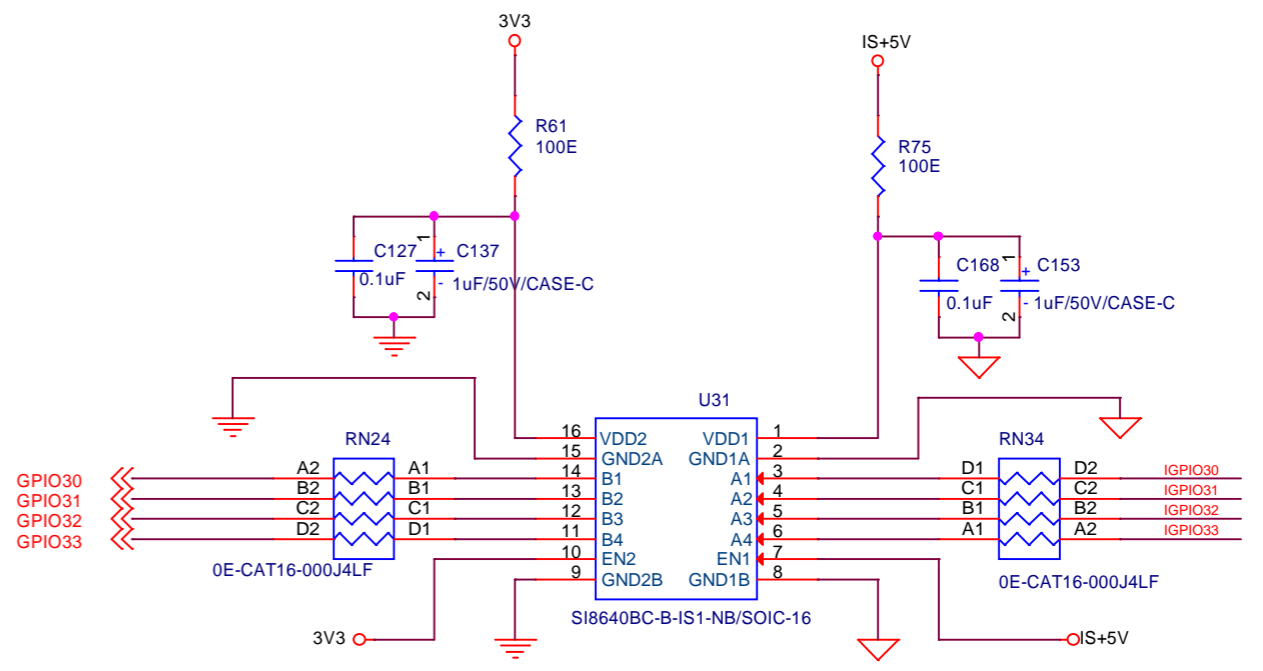 3V3
IS+5V
R61
100E
R75
100E
C127
0.1uF
1
+
C137
-
1uF/50V/CASE-C
2
C168
0.1uF
1
+
C153
-
1uF/50V/CASE-C
2
U31
RN24
RN34
16 VDD2 VDD1 1
15 GND2A GND1A 2
GPIO30 A2 A1 14 B1 A1 3 D1 D2 IGPIO30
GPIO31 B2 B1 13 B2 A2 4 C1 C2 IGPIO31
GPIO32 C2 C1 12 B3 A3 5 B1 B2 IGPIO32
GPIO33 D2 D1 11 B4 A4 6 A1 A2 IGPIO33
10 EN2 EN1 7
9 GND2B GND1B 8
0E-CAT16-000J4LF
0E-CAT16-000J4LF
SI8640BC-B-IS1-NB/SOIC-16
3V3
IS+5V